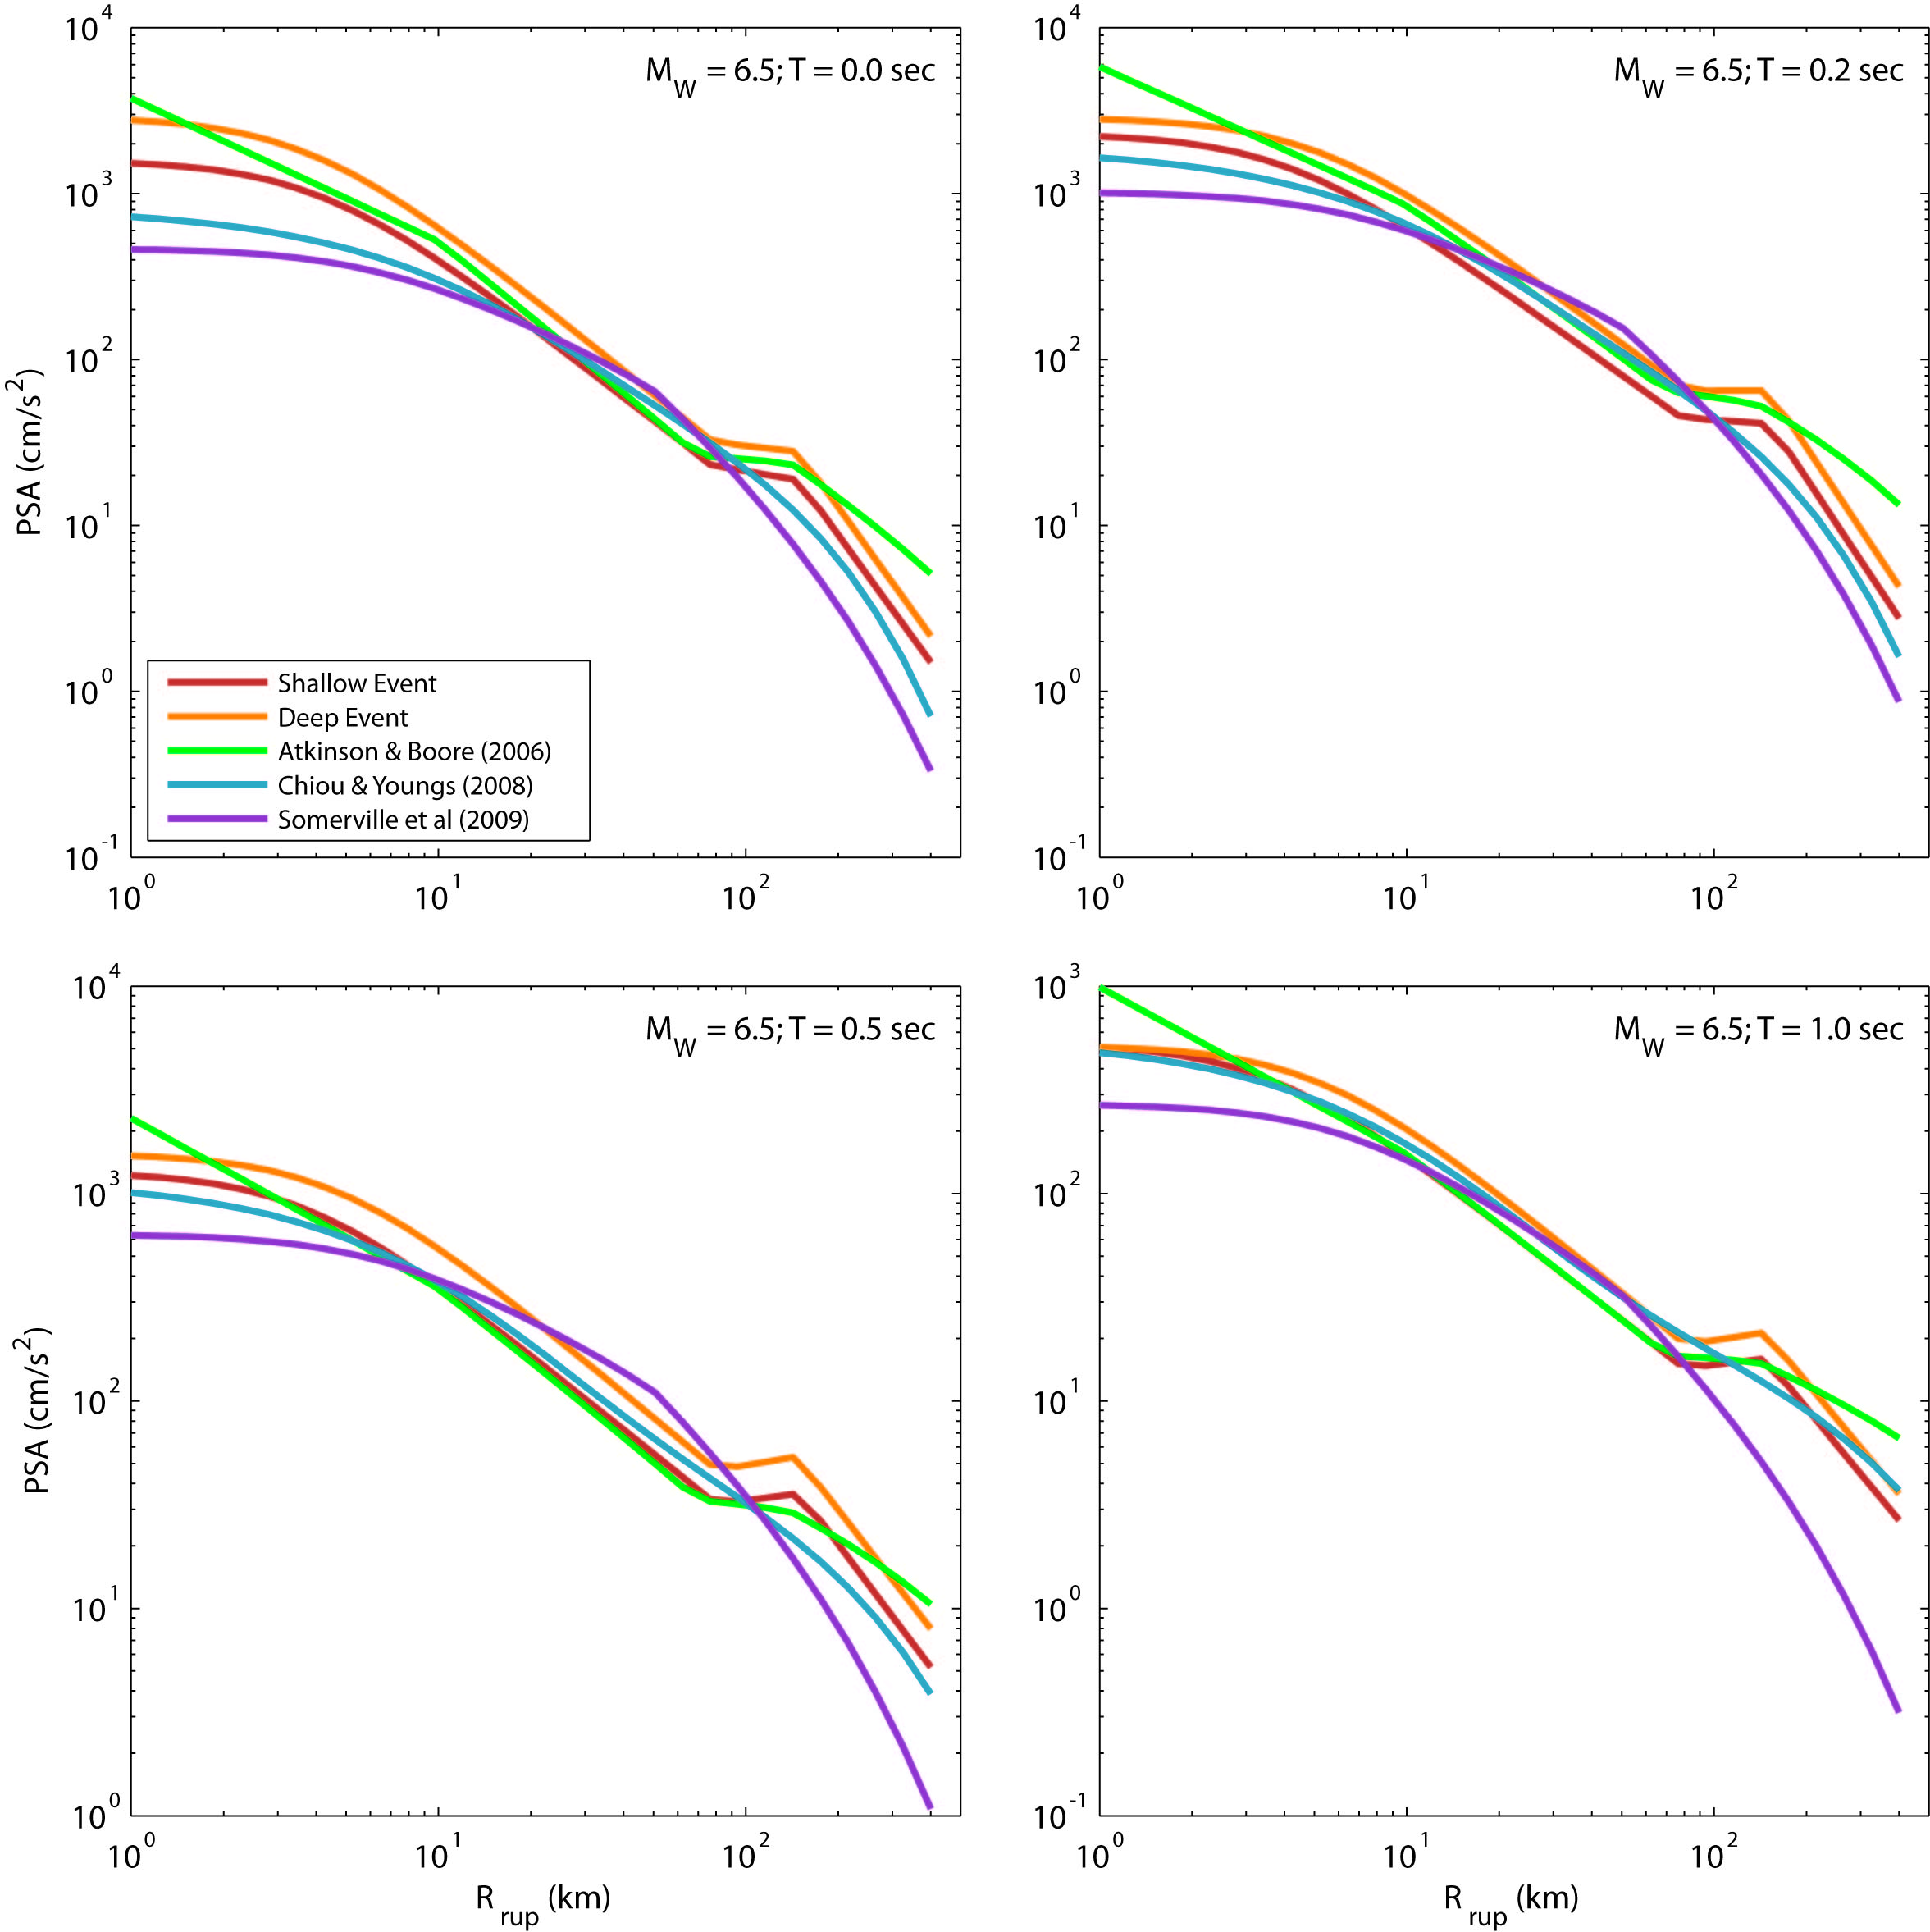 10^4
10^3
10^2
10^1
10^0
10^-1
PSA (cm/s^2)
M_W = 6.5; T = 0.0 sec
Shallow Event
Deep Event
Atkinson & Boore (2006)
Chiou & Youngs (2008)
Somerville et al (2009)
10^0 10^1 10^2
10^4
10^3
10^2
10^1
10^0
10^-1
M_W = 6.5; T = 0.2 sec
10^0 10^1 10^2
10^4
10^3
10^2
10^1
10^0
PSA (cm/s^2)
M_W = 6.5; T = 0.5 sec
10^0 10^1 10^2
R_rup (km)
10^3
10^2
10^1
10^0
10^-1
M_W = 6.5; T = 1.0 sec
10^0 10^1 10^2
R_rup (km)